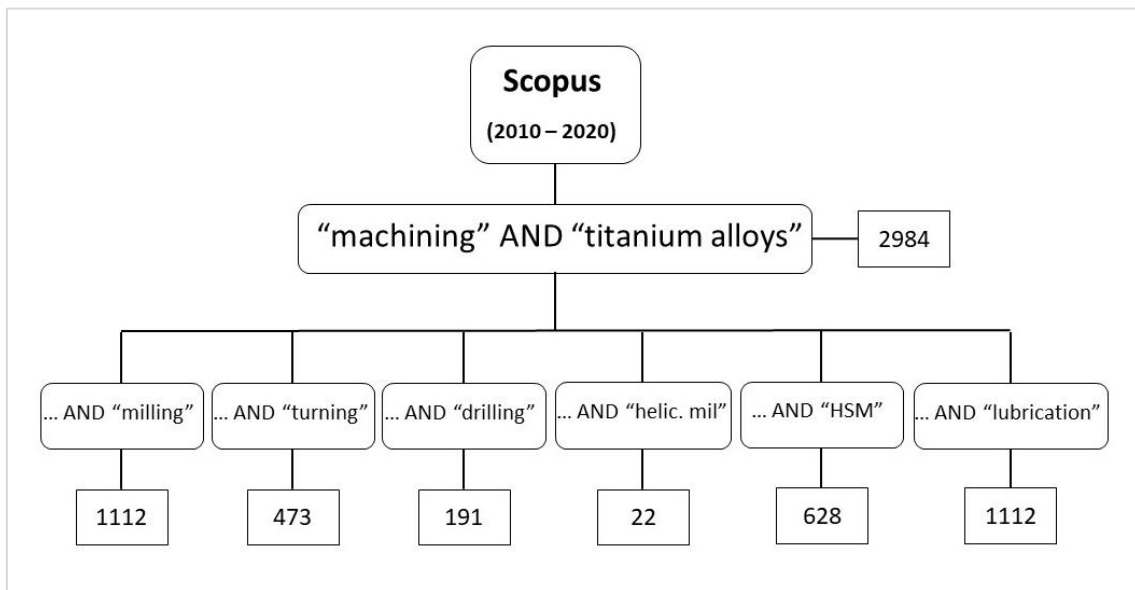 Scopus
(2010 – 2020)
“machining” AND “titanium alloys”
2984
... AND “milling”
... AND “turning”
... AND “drilling”
... AND “helic. mil”
... AND “HSM”
... AND “lubrication”
1112
473
191
22
628
1112